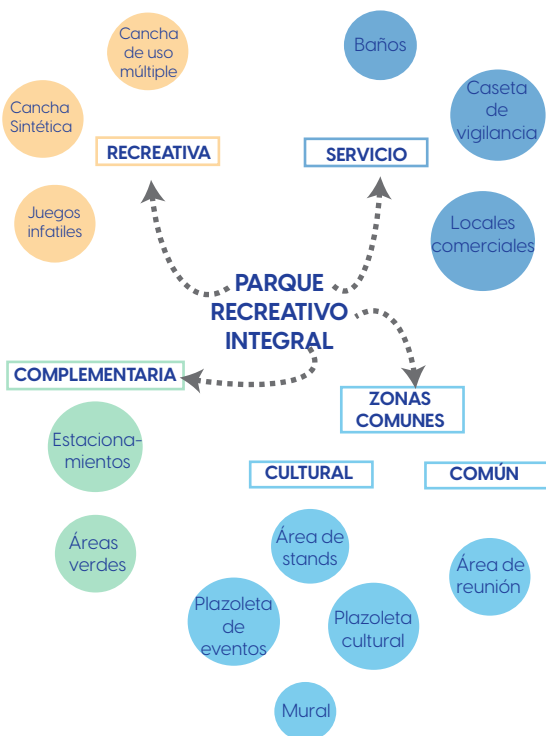 Cancha
de uso
múltiple
Cancha
Sintética
RECREATIVA
Juegos
infatiles
Baños
Caseta
de
vigilancia
SERVICIO
Locales
comerciales
PARQUE
RECREATIVO
INTEGRAL
COMPLEMENTARIA
Estaciona-
mientos
Áreas
verdes
ZONAS
COMUNES
CULTURAL
COMÚN
Área de
stands
Plazoleta
de
eventos
Plazoleta
cultural
Mural
Área de
reunión